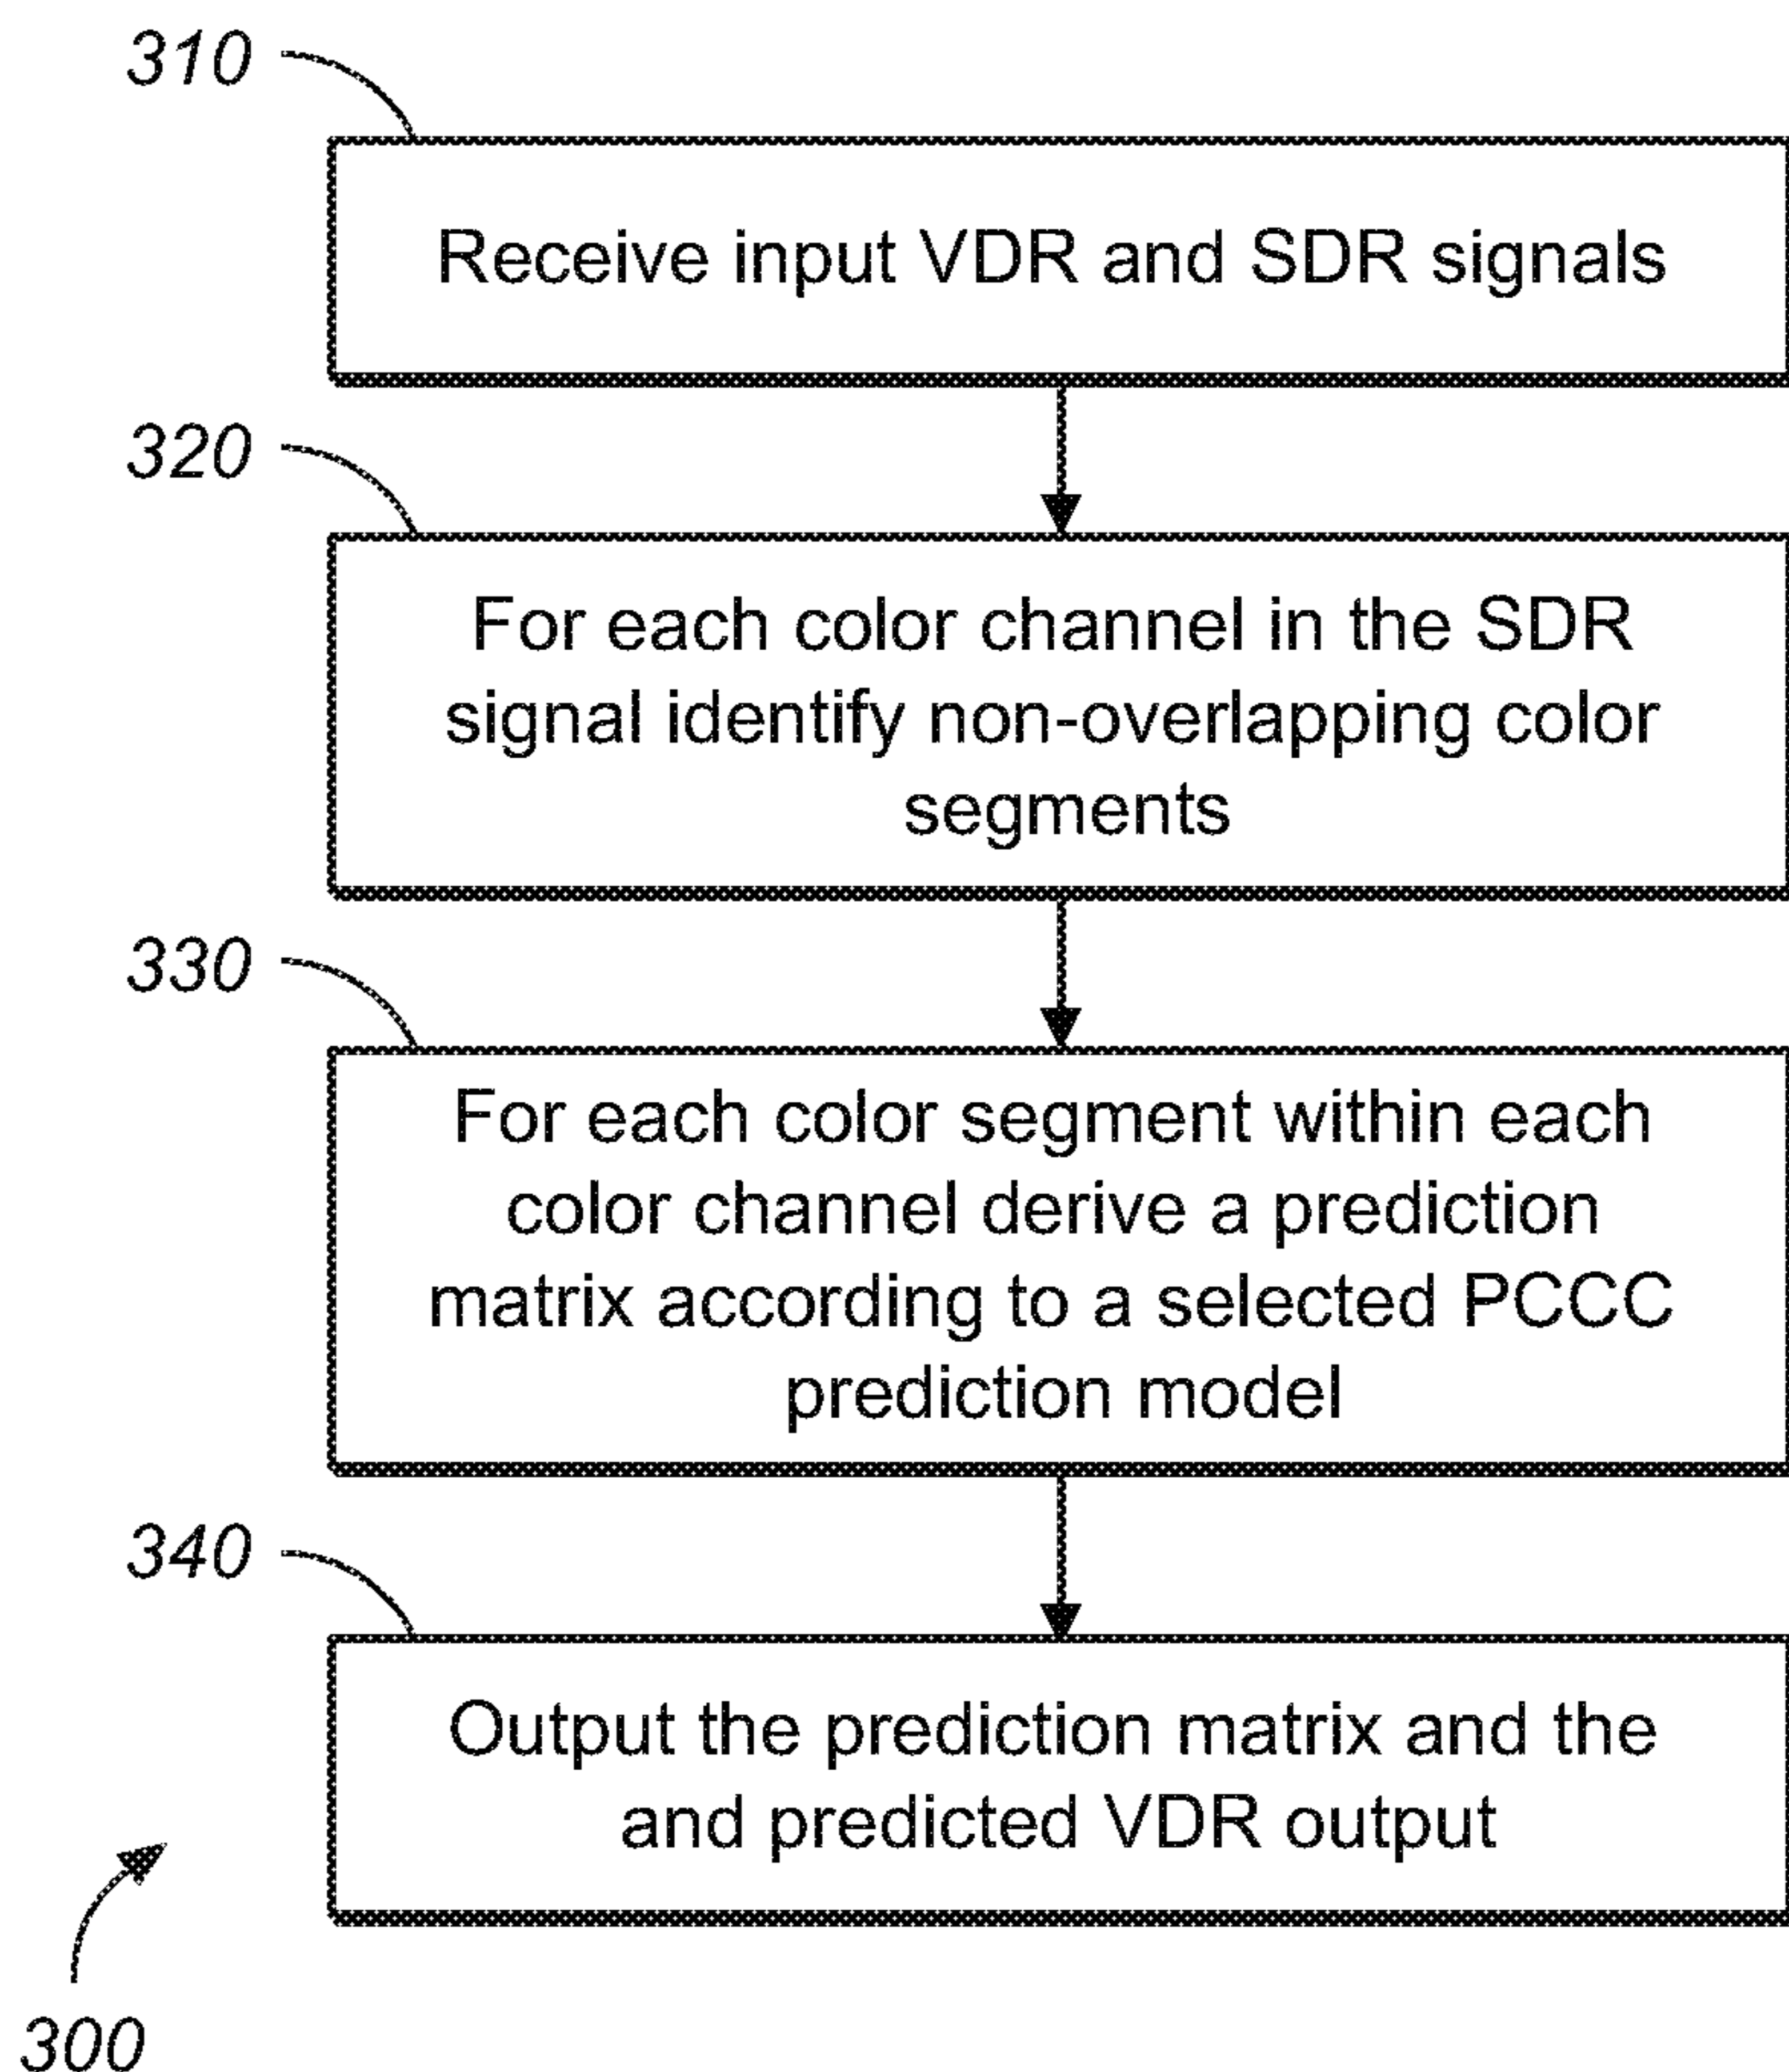 310
Receive input VDR and SDR signals
320
For each color channel in the SDR
signal identify non-overlapping color
segments
330
For each color segment within each
color channel derive a prediction
matrix according to a selected PCCC
prediction model
340
Output the prediction matrix and the
and predicted VDR output
300